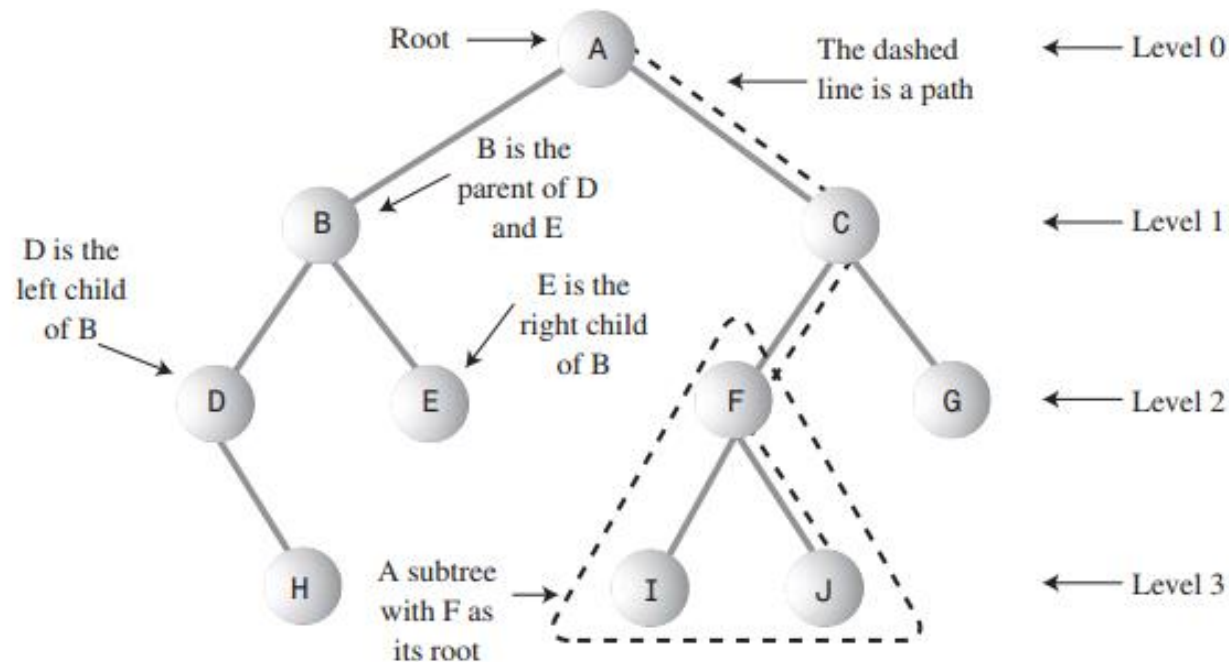 Root
A
The dashed
line is a path
Level 0
B is the
parent of D
and E
B
C
Level 1
D is the
left child
of B
E is the
right child
of B
D
E
F
G
Level 2
A subtree
with F as
its root
H
I
J
Level 3